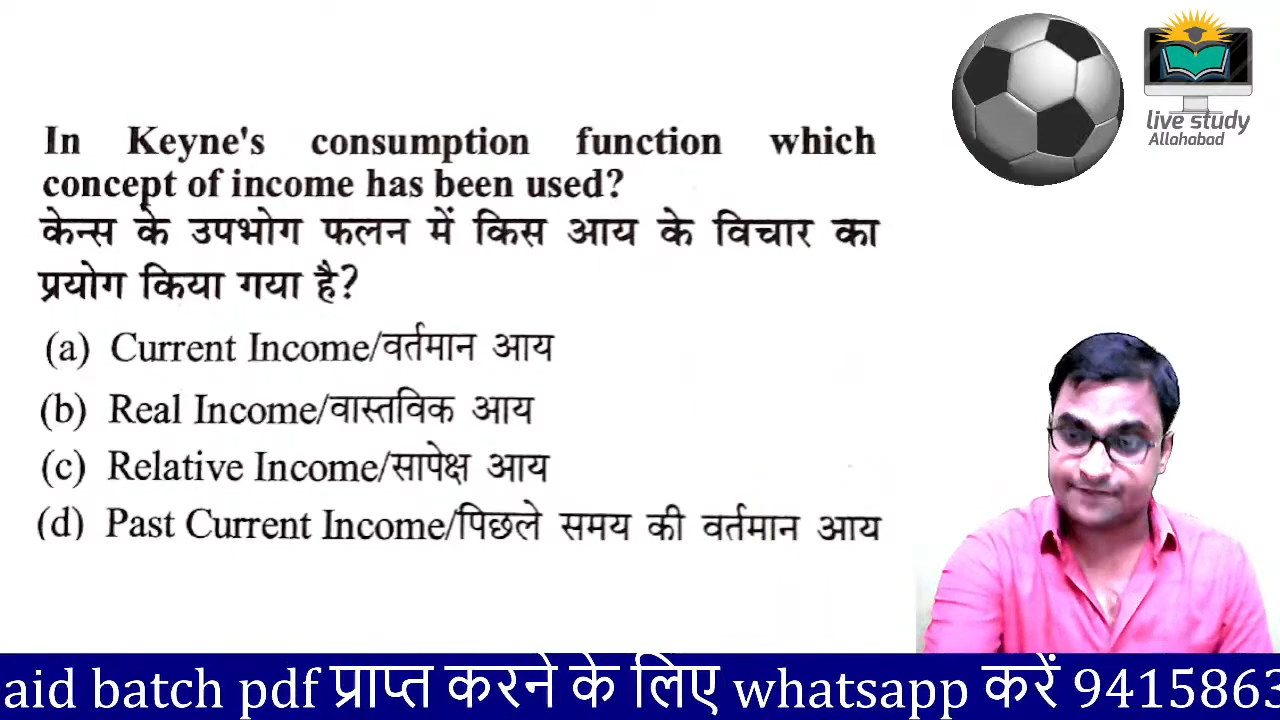 In Keyne's consumption function which
concept of income has been used?
केन्स के उपभोग फलन में किस आय के विचार का
प्रयोग किया गया है?
(a) Current Income/वर्तमान आय
(b) Real Income/वास्तविक आय
(c) Relative Income/सापेक्ष आय
(d) Past Current Income/पिछले समय की वर्तमान आय
live study
Allahabad
aid batch pdf प्राप्त करने के लिए whatsapp करें 9415863